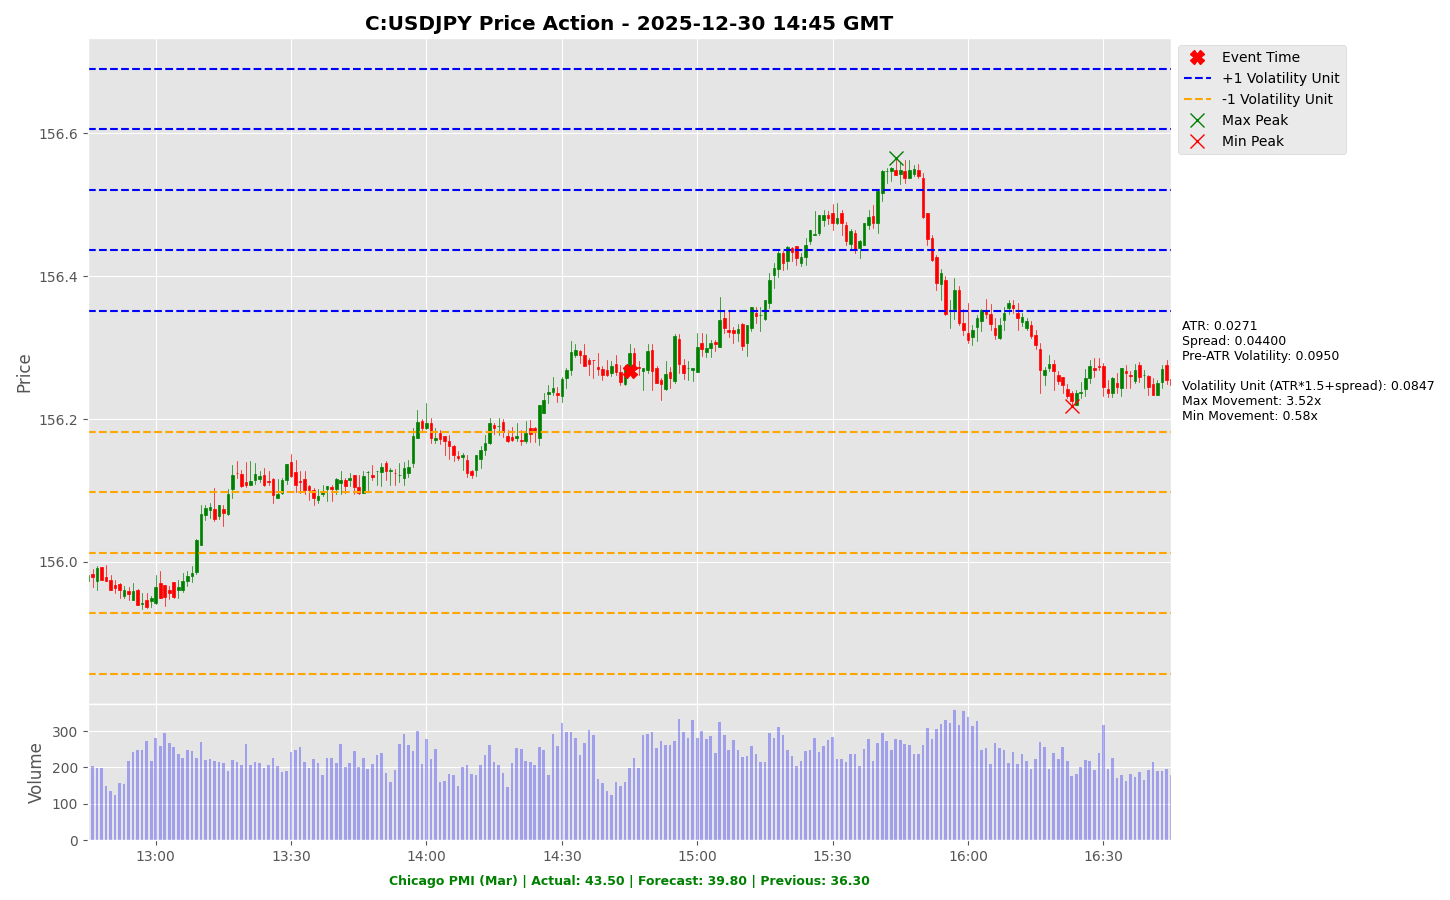 C:USDJPY Price Action - 2025-12-30 14:45 GMT
Event Time
+1 Volatility Unit
-1 Volatility Unit
Max Peak
Min Peak
Price
156.6
156.4
156.2
156.0
ATR: 0.0271
Spread: 0.04400
Pre-ATR Volatility: 0.0950
Volatility Unit (ATR*1.5+spread): 0.0847
Max Movement: 3.52x
Min Movement: 0.58x
Volume
300
200
100
0
13:00 13:30 14:00 14:30 15:00 15:30 16:00 16:30
Chicago PMI (Mar) | Actual: 43.50 | Forecast: 39.80 | Previous: 36.30